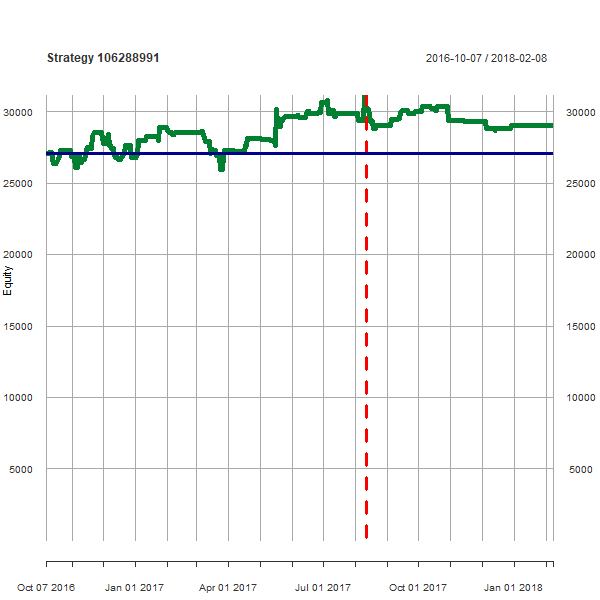 Strategy 106288991
2016-10-07 / 2018-02-08
30000
25000
20000
15000
10000
5000
Equity
30000
25000
20000
15000
10000
5000
Oct 07 2016
Jan 01 2017
Apr 01 2017
Jul 01 2017
Oct 01 2017
Jan 01 2018